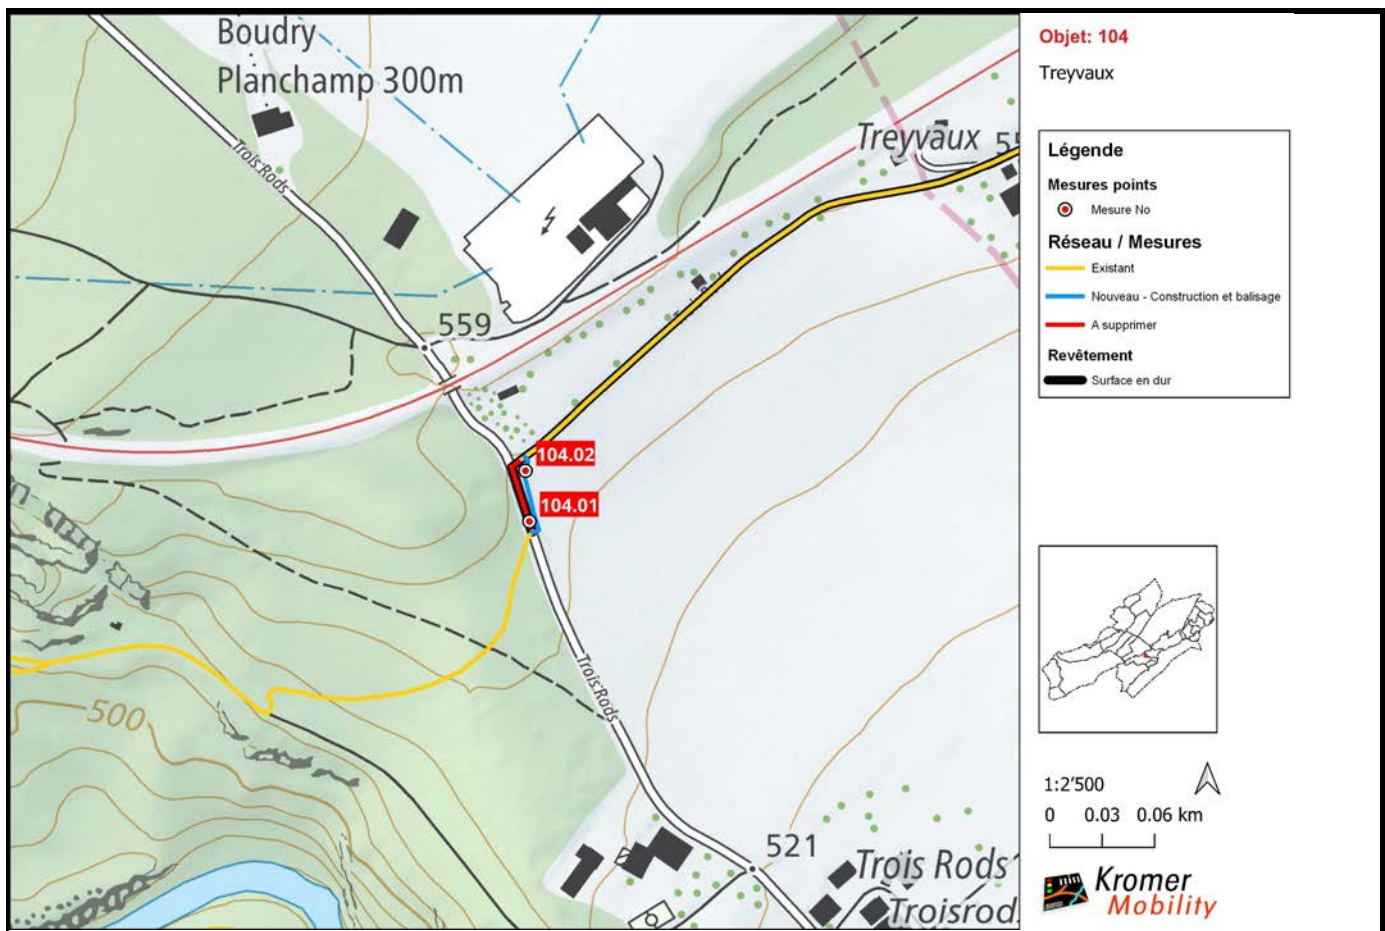 Boudry
Planchamp 300m
Trois Rods
Treyvaux
559
104.02
104.01
Trois Rods
500
521
Trois Rods
Troisrod
Objet: 104
Treyvaux
Légende
Mesures points
Mesure No
Réseau / Mesures
Existant
Nouveau - Construction et balisage
A supprimer
Revêtement
Surface en dur
1:2'500
0 0.03 0.06 km
Kromer
Mobility